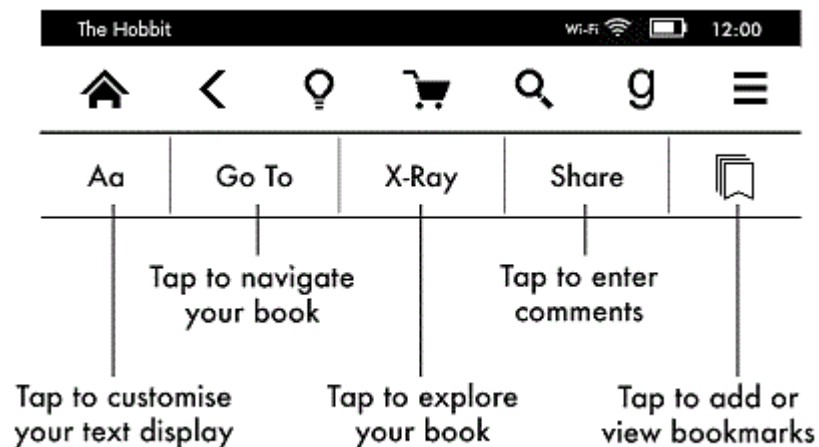 The Hobbit Wi-Fi 12:00
g
Aa Go To X-Ray Share
Tap to navigate
your book
Tap to enter
comments
Tap to customise
your text display
Tap to explore
your book
Tap to add or
view bookmarks